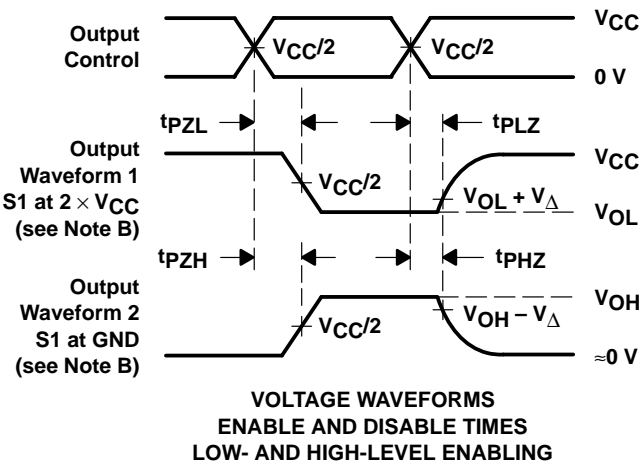 Output
Control
VCC/2
VCC/2
VCC
0 V
tPZL
tPLZ
Output
Waveform 1
S1 at 2 × VCC
(see Note B)
VCC/2
VCC
VOL + VΔ
VOL
tPZH
tPHZ
Output
Waveform 2
S1 at GND
(see Note B)
VCC/2
VOH
VOH − VΔ
≈0 V
VOLTAGE WAVEFORMS
ENABLE AND DISABLE TIMES
LOW- AND HIGH-LEVEL ENABLING